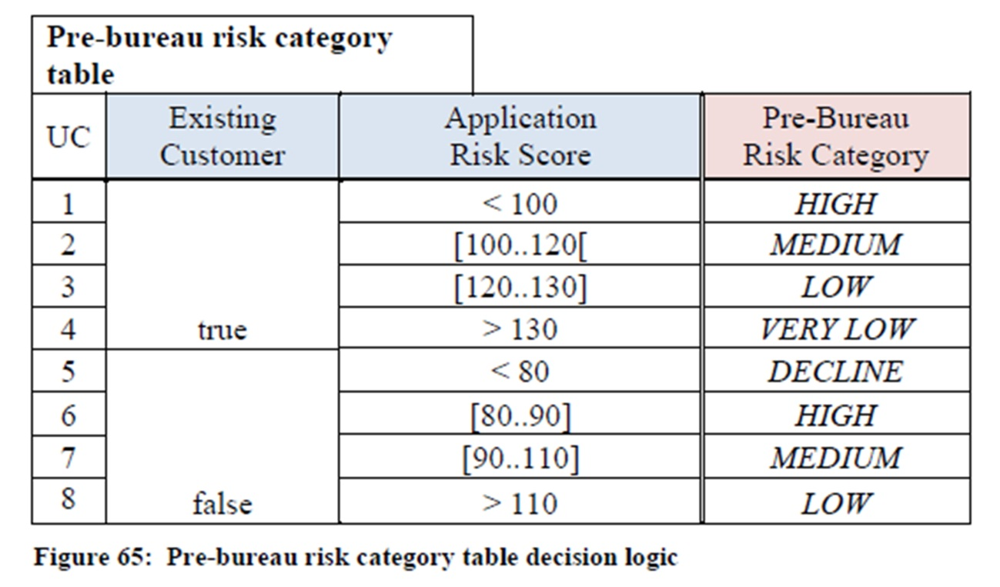 Pre-bureau risk category
table
UC Existing Customer Application Risk Score Pre-Bureau Risk Category
1 < 100 HIGH
2 [100..120[ MEDIUM
3 [120..130] LOW
4 true > 130 VERY LOW
5 < 80 DECLINE
6 [80..90] HIGH
7 [90..110] MEDIUM
8 false > 110 LOW
Figure 65: Pre-bureau risk category table decision logic